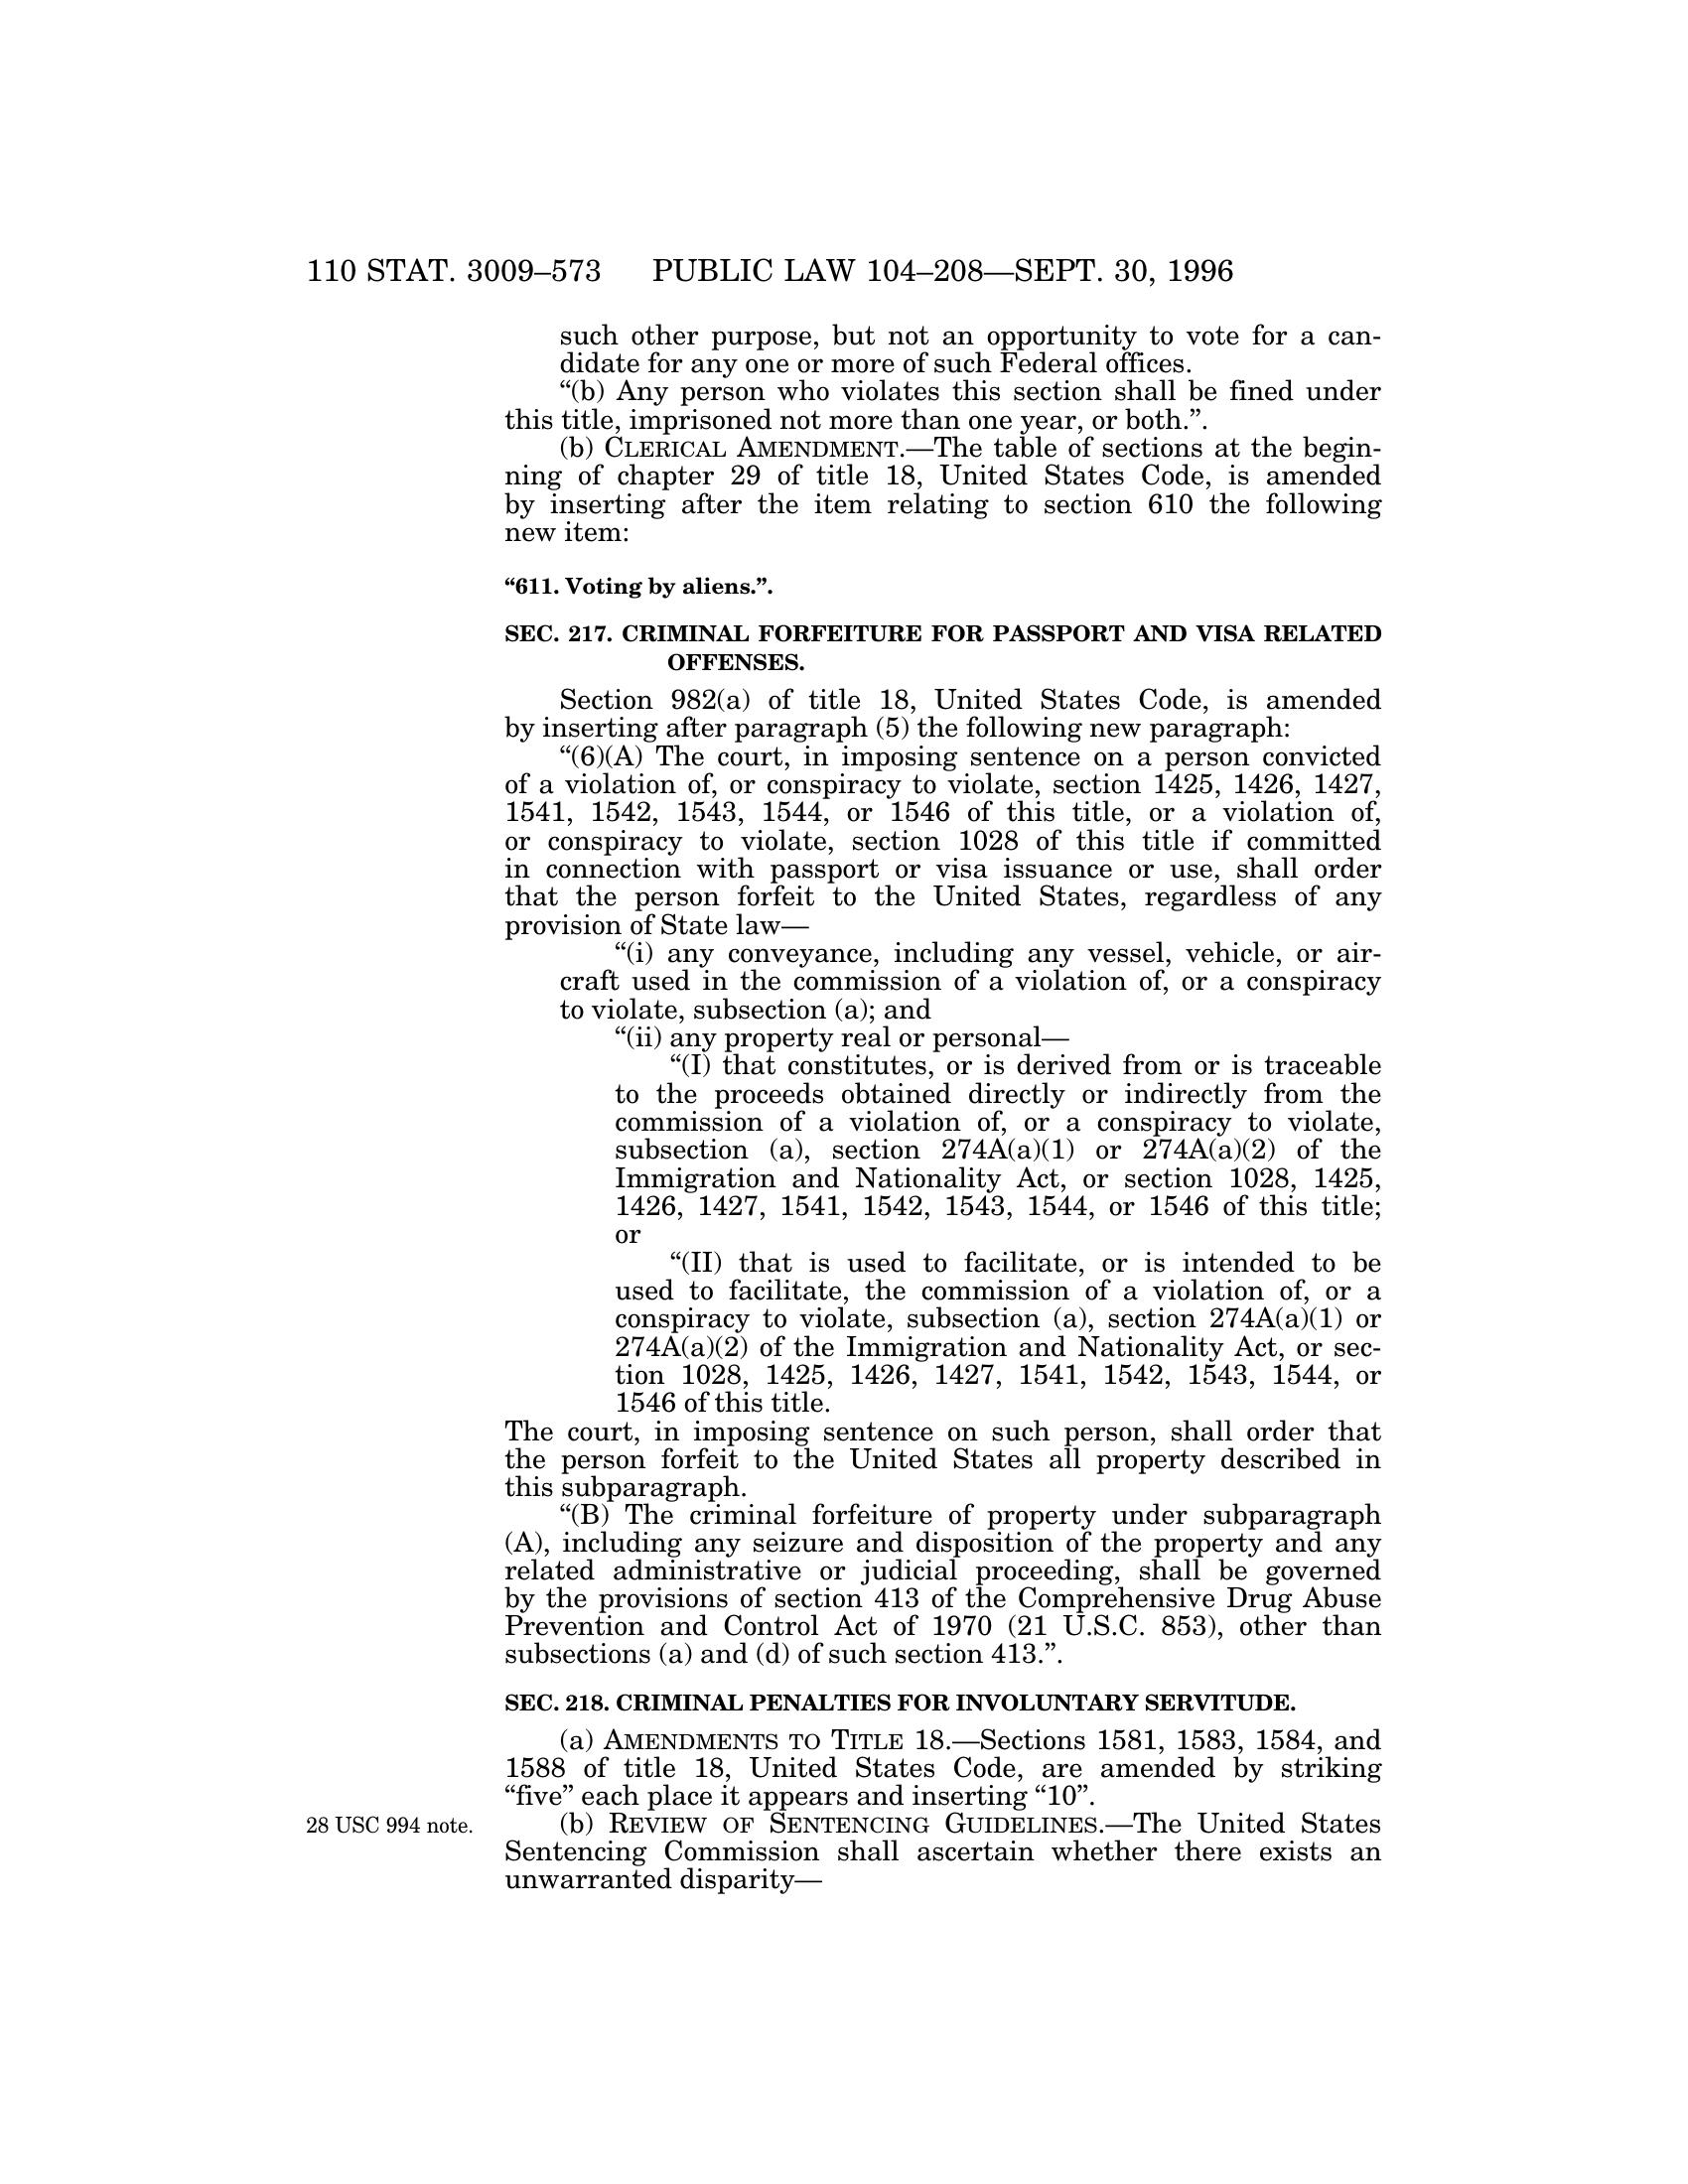 110 STAT. 3009–573 PUBLIC LAW 104–208—SEPT. 30, 1996
such other purpose, but not an opportunity to vote for a can-
didate for any one or more of such Federal offices.
“(b) Any person who violates this section shall be fined under
this title, imprisoned not more than one year, or both.”.
(b) CLERICAL AMENDMENT.—The table of sections at the begin-
ning of chapter 29 of title 18, United States Code, is amended
by inserting after the item relating to section 610 the following
new item:
“611. Voting by aliens.”.
SEC. 217. CRIMINAL FORFEITURE FOR PASSPORT AND VISA RELATED
OFFENSES.
Section 982(a) of title 18, United States Code, is amended
by inserting after paragraph (5) the following new paragraph:
“(6)(A) The court, in imposing sentence on a person convicted
of a violation of, or conspiracy to violate, section 1425, 1426, 1427,
1541, 1542, 1543, 1544, or 1546 of this title, or a violation of,
or conspiracy to violate, section 1028 of this title if committed
in connection with passport or visa issuance or use, shall order
that the person forfeit to the United States, regardless of any
provision of State law—
“(i) any conveyance, including any vessel, vehicle, or air-
craft used in the commission of a violation of, or a conspiracy
to violate, subsection (a); and
“(ii) any property real or personal—
“(I) that constitutes, or is derived from or is traceable
to the proceeds obtained directly or indirectly from the
commission of a violation of, or a conspiracy to violate,
subsection (a), section 274A(a)(1) or 274A(a)(2) of the
Immigration and Nationality Act, or section 1028, 1425,
1426, 1427, 1541, 1542, 1543, 1544, or 1546 of this title;
or
“(II) that is used to facilitate, or is intended to be
used to facilitate, the commission of a violation of, or a
conspiracy to violate, subsection (a), section 274A(a)(1) or
274A(a)(2) of the Immigration and Nationality Act, or sec-
tion 1028, 1425, 1426, 1427, 1541, 1542, 1543, 1544, or
1546 of this title.
The court, in imposing sentence on such person, shall order that
the person forfeit to the United States all property described in
this subparagraph.
“(B) The criminal forfeiture of property under subparagraph
(A), including any seizure and disposition of the property and any
related administrative or judicial proceeding, shall be governed
by the provisions of section 413 of the Comprehensive Drug Abuse
Prevention and Control Act of 1970 (21 U.S.C. 853), other than
subsections (a) and (d) of such section 413.”.
SEC. 218. CRIMINAL PENALTIES FOR INVOLUNTARY SERVITUDE.
(a) AMENDMENTS TO TITLE 18.—Sections 1581, 1583, 1584, and
1588 of title 18, United States Code, are amended by striking
“five” each place it appears and inserting “10”.
28 USC 994 note.
(b) REVIEW OF SENTENCING GUIDELINES.—The United States
Sentencing Commission shall ascertain whether there exists an
unwarranted disparity—